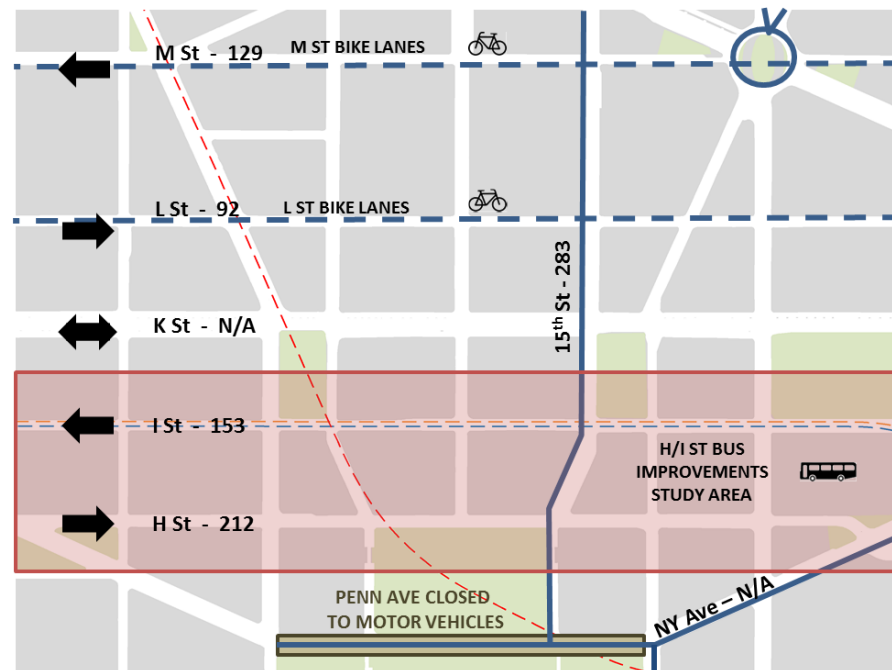 M St - 129
M ST BIKE LANES
L St - 92
L ST BIKE LANES
15th St - 283
K St - N/A
I St - 153
H/I ST BUS
IMPROVEMENTS
STUDY AREA
H St - 212
PENN AVE CLOSED
TO MOTOR VEHICLES
NY Ave – N/A